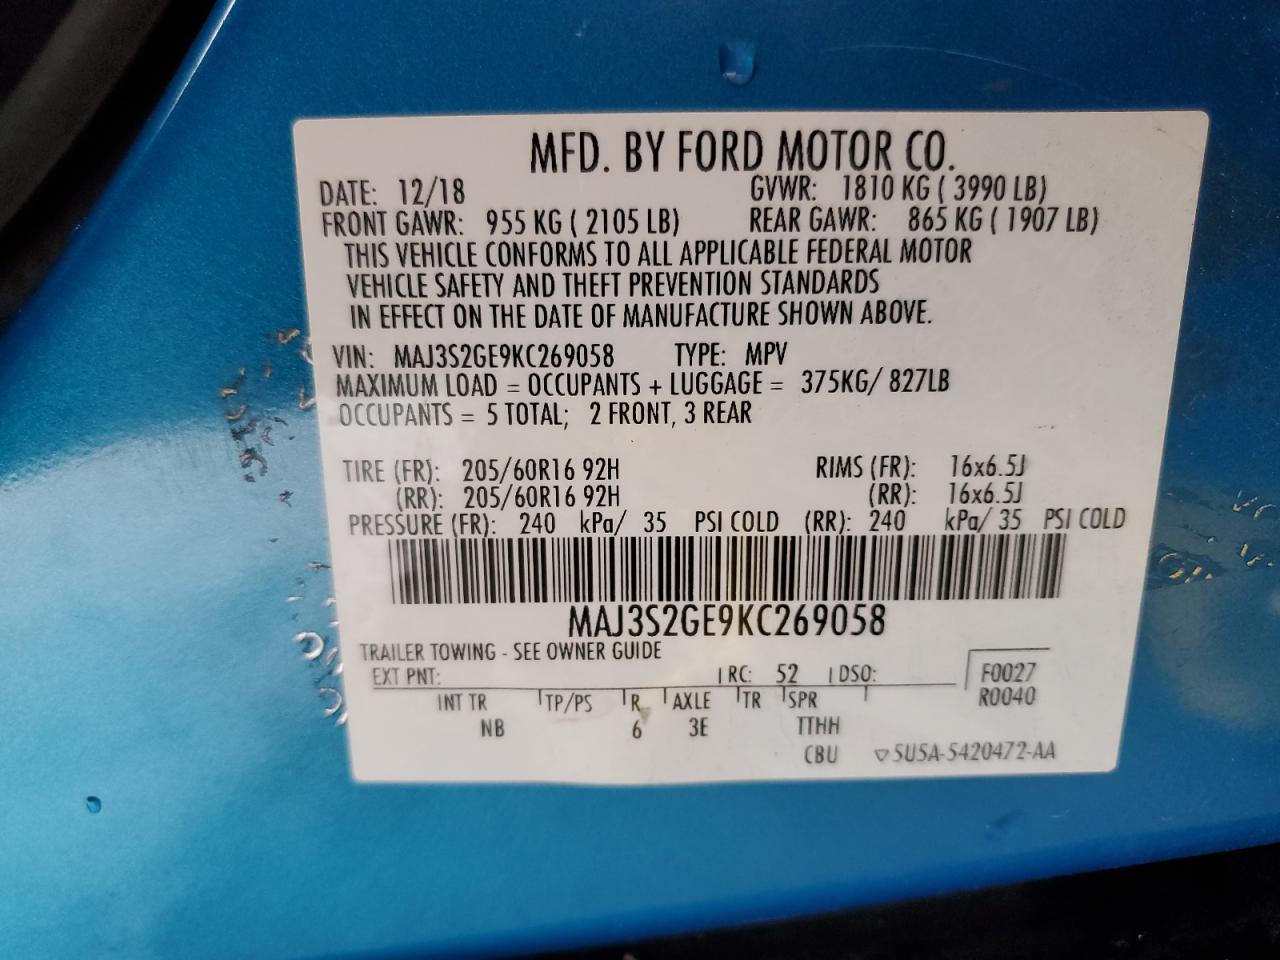 MFD. BY FORD MOTOR CO.
DATE: 12/18 GVWR: 1810 KG ( 3990 LB)
FRONT GAWR: 955 KG ( 2105 LB) REAR GAWR: 865 KG ( 1907 LB)
THIS VEHICLE CONFORMS TO ALL APPLICABLE FEDERAL MOTOR
VEHICLE SAFETY AND THEFT PREVENTION STANDARDS
IN EFFECT ON THE DATE OF MANUFACTURE SHOWN ABOVE.
VIN: MAJ3S2GE9KC269058 TYPE: MPV
MAXIMUM LOAD = OCCUPANTS + LUGGAGE = 375KG/ 827LB
OCCUPANTS = 5 TOTAL; 2 FRONT, 3 REAR
TIRE (FR): 205/60R16 92H RIMS (FR): 16x6.5J
(RR): 205/60R16 92H (RR): 16x6.5J
PRESSURE (FR): 240 kPa/ 35 PSI COLD (RR): 240 kPa/ 35 PSI COLD
MAJ3S2GE9KC269058
TRAILER TOWING - SEE OWNER GUIDE
EXT PNT: RC: 52 DSO: F0027
INT TR TP/PS R AXLE TR SPR R0040
NB 6 3E TTHH
CBU ▽5U5A-5420472-AA